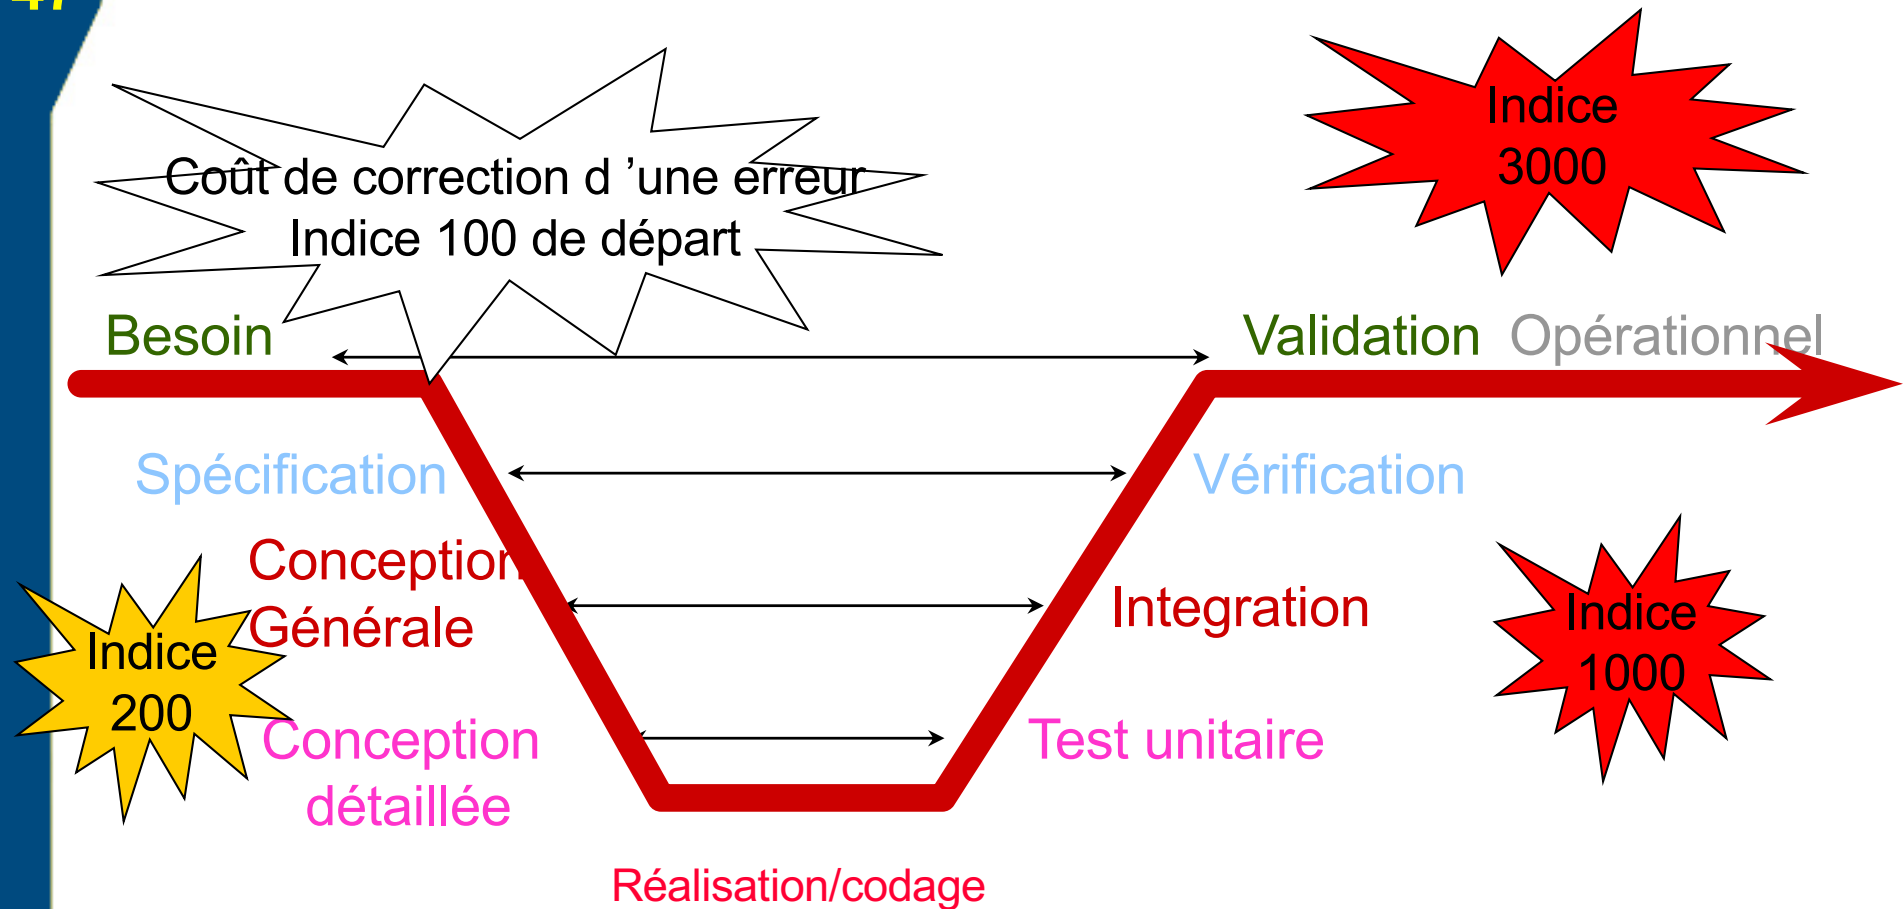 47
Indice
3000
Coût de correction d ’une erreur
Indice 100 de départ
Besoin
Validation
Opérationnel
Spécification
Vérification
Conception
Générale
Integration
Indice
200
Indice
1000
Conception
détaillée
Test unitaire
Réalisation/codage